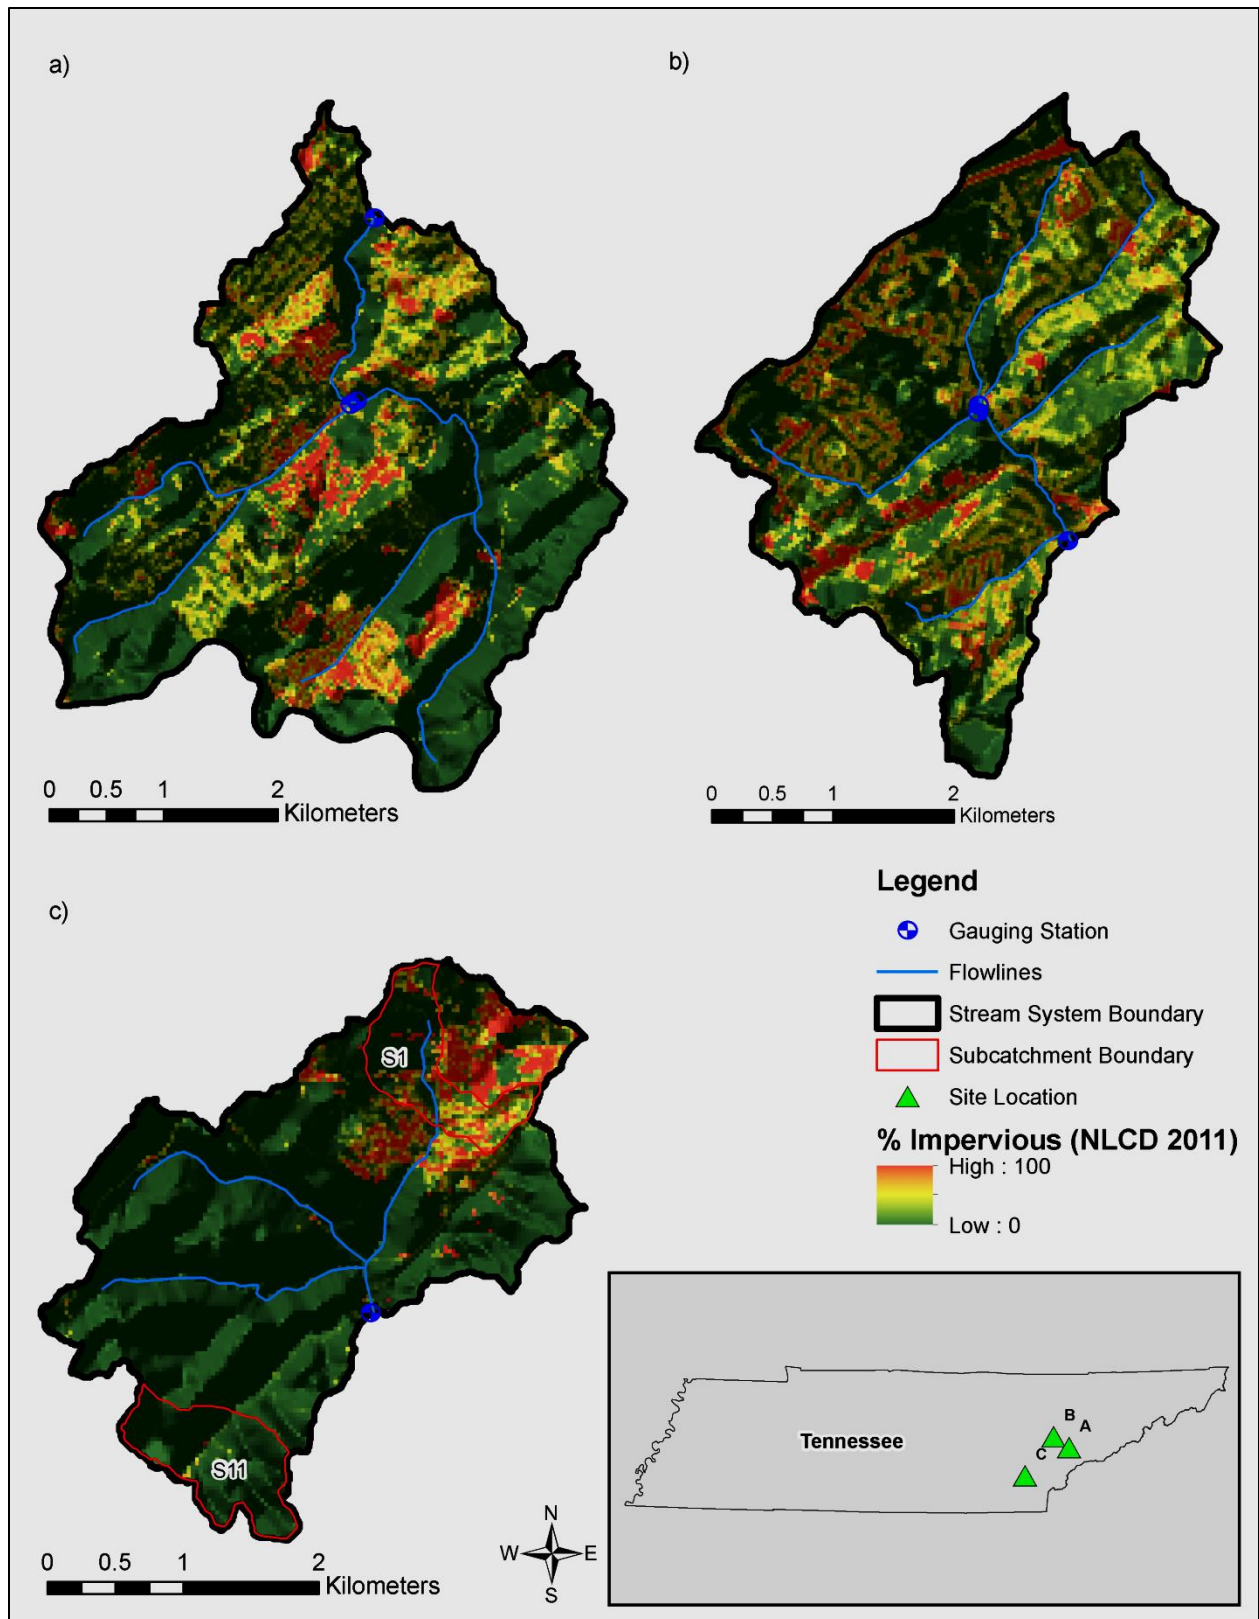 a)
b)
0 0.5 1 2
Kilometers
0 0.5 1 2
Kilometers
c)
S1
S11
0 0.5 1 2
Kilometers
Legend
Gauging Station
Flowlines
Stream System Boundary
Subcatchment Boundary
Site Location
% Impervious (NLCD 2011)
High : 100
Low : 0
N
W E
S
Tennessee
B
A
C